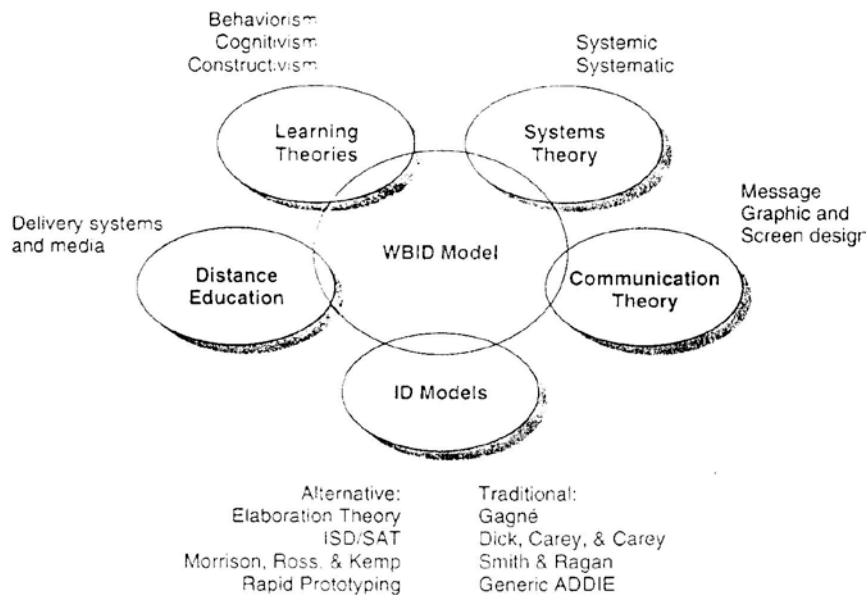 Behaviorism
Cognitivism
Constructivism
Systemic
Systematic
Learning
Theories
Systems
Theory
Message
Graphic and
Screen design
Delivery systems
and media
WBID Model
Distance
Education
Communication
Theory
ID Models
Alternative:
Elaboration Theory
ISD/SAT
Morrison, Ross, & Kemp
Rapid Prototyping
Traditional:
Gagné
Dick, Carey, & Carey
Smith & Ragan
Generic ADDIE